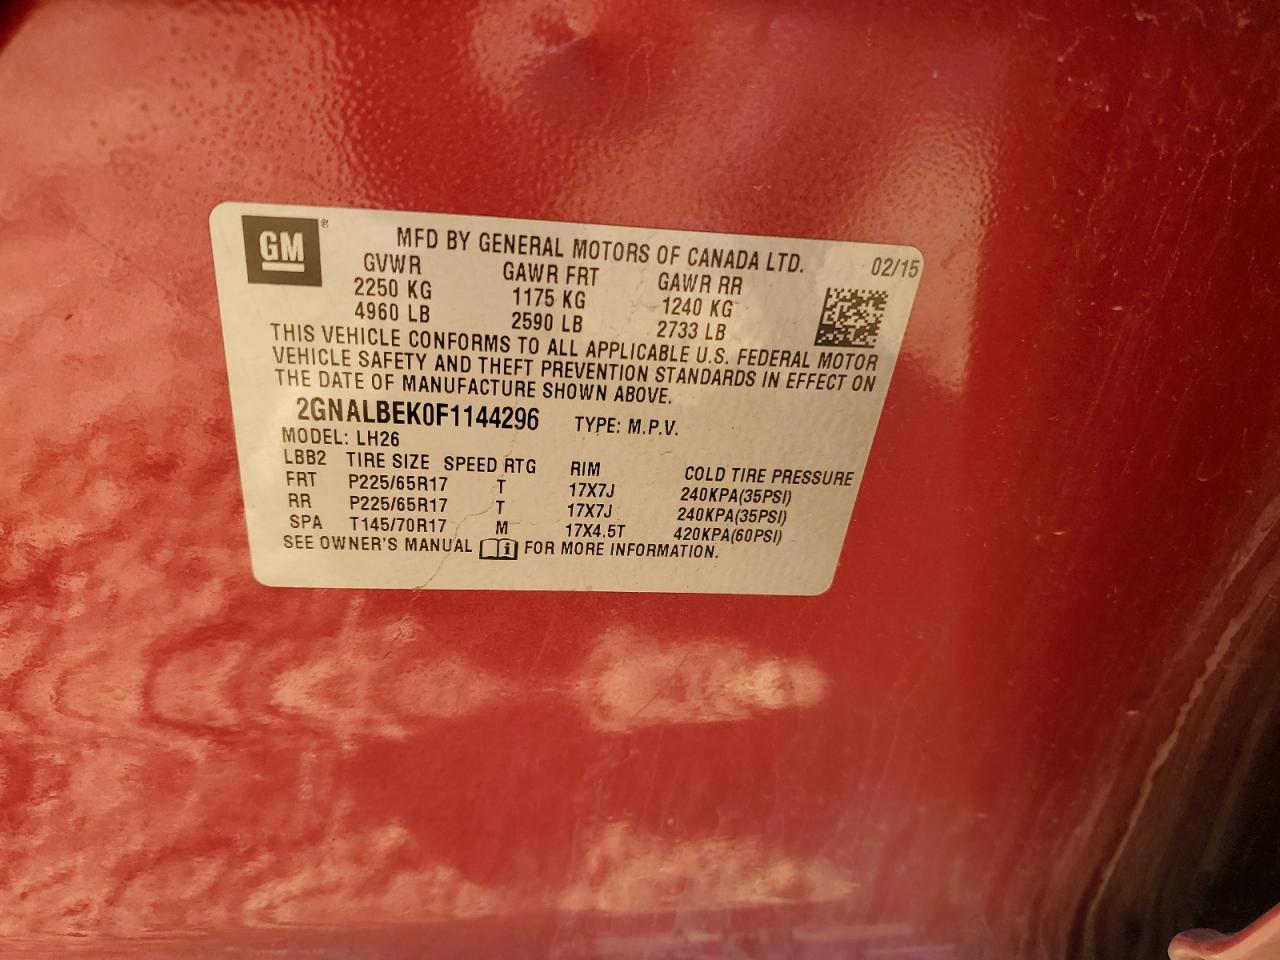 GM®
MFD BY GENERAL MOTORS OF CANADA LTD.
02/15
GVWR GAWR FRT GAWR RR
2250 KG 1175 KG 1240 KG
4960 LB 2590 LB 2733 LB
THIS VEHICLE CONFORMS TO ALL APPLICABLE U.S. FEDERAL MOTOR
VEHICLE SAFETY AND THEFT PREVENTION STANDARDS IN EFFECT ON
THE DATE OF MANUFACTURE SHOWN ABOVE.
2GNALBEK0F1144296 TYPE: M.P.V.
MODEL: LH26
LBB2 TIRE SIZE SPEED RTG RIM COLD TIRE PRESSURE
FRT P225/65R17 T 17X7J 240KPA(35PSI)
RR P225/65R17 T 17X7J 240KPA(35PSI)
SPA T145/70R17 M 17X4.5T 420KPA(60PSI)
SEE OWNER'S MANUAL i FOR MORE INFORMATION.